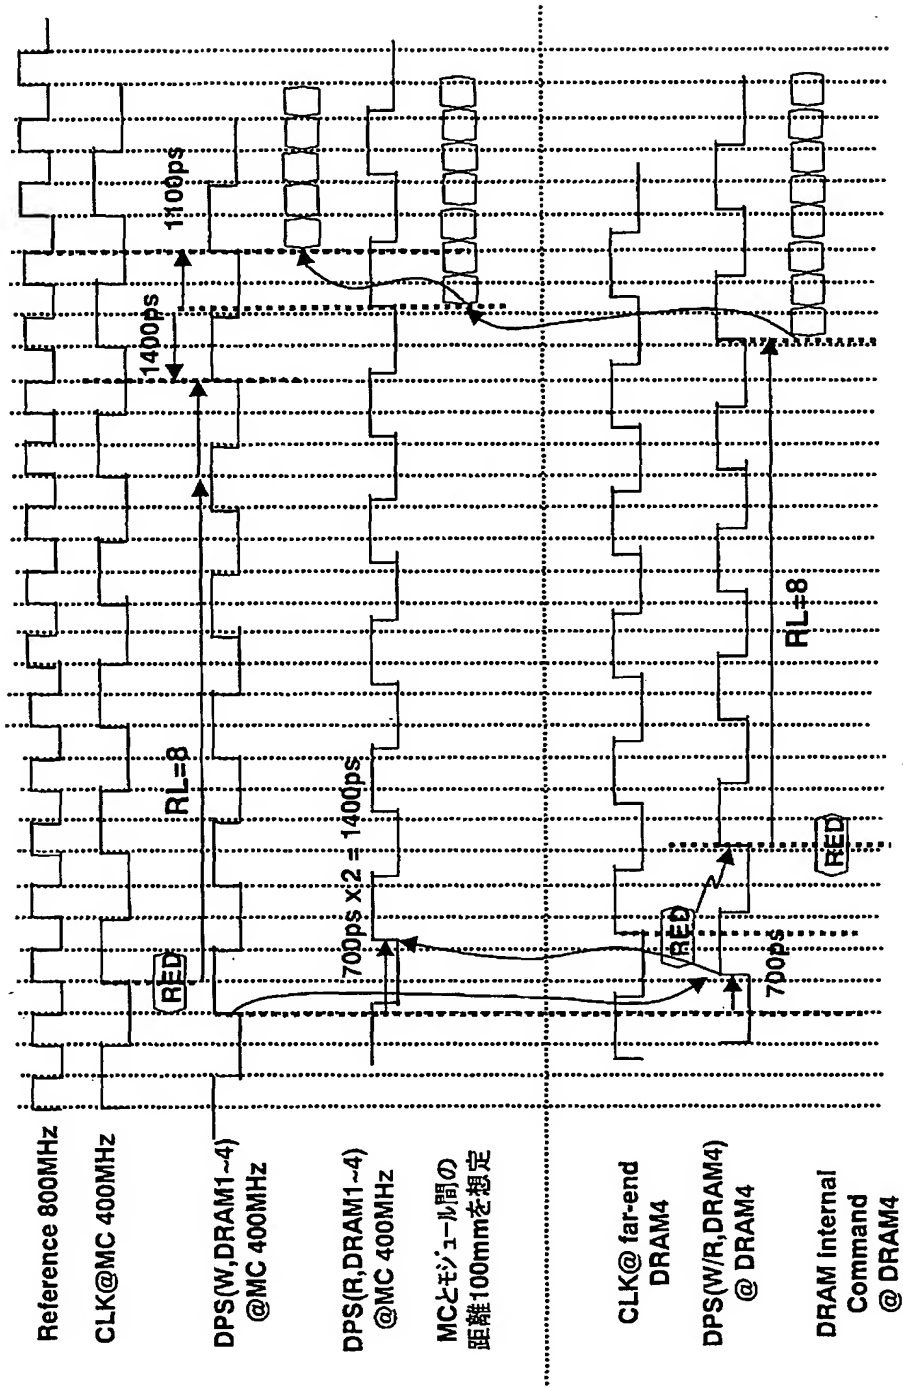 Reference 800MHz
CLK@MC 400MHz
RED
RL=8
1400ps
1100ps
DPS(W,DRAM1~4)
@MC 400MHz
DPS(R,DRAM1~4)
@MC 400MHz
700ps x 2 = 1400ps
MCとモジュール間の
距離100mmを想定
CLK@ far-end
DRAM4
RED
DPS(W/R,DRAM4)
@ DRAM4
700ps
RL=8
DRAM Internal
Command
@ DRAM4
RED